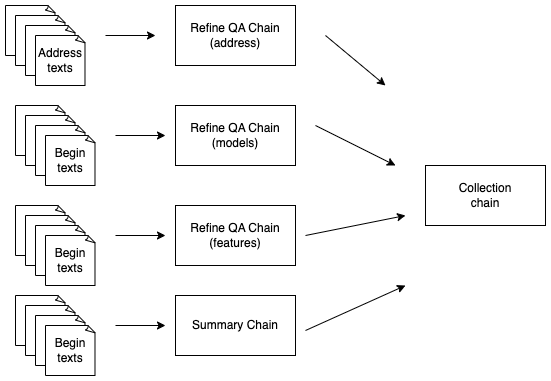 Address
texts
Refine QA Chain
(address)
Begin
texts
Refine QA Chain
(models)
Collection
chain
Begin
texts
Refine QA Chain
(features)
Begin
texts
Summary Chain